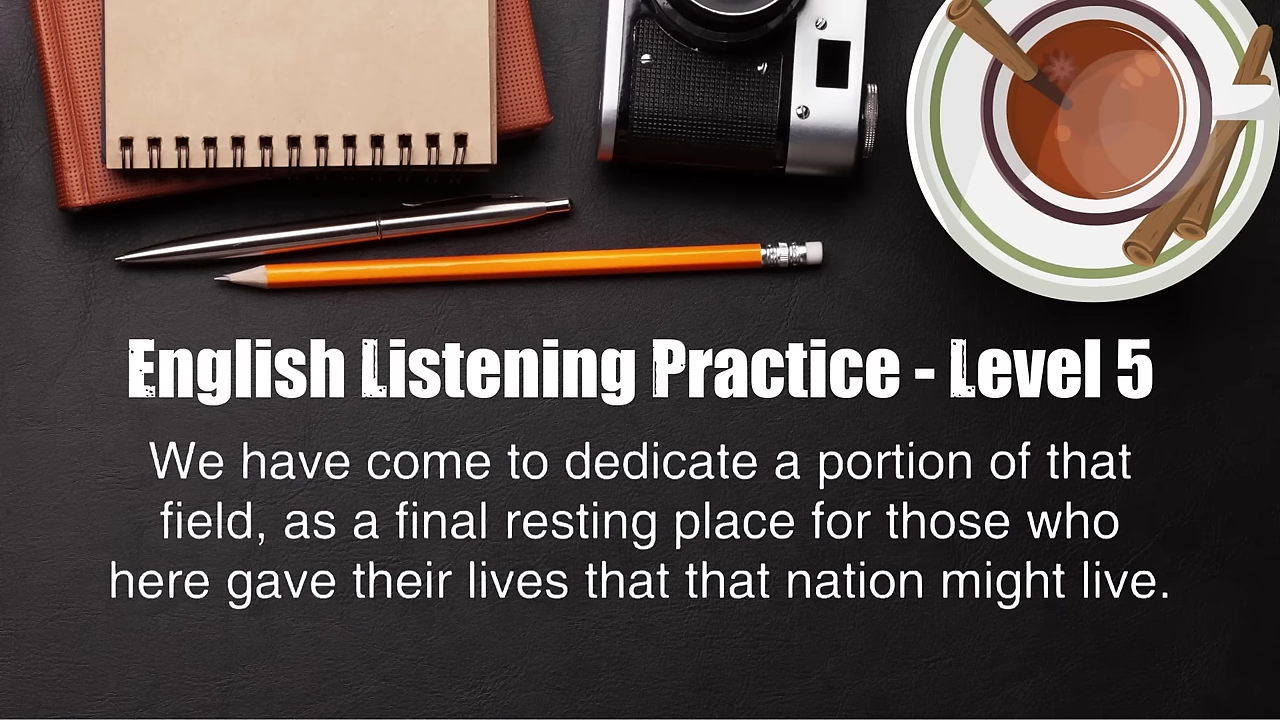 English Listening Practice - Level 5
We have come to dedicate a portion of that
field, as a final resting place for those who
here gave their lives that that nation might live.